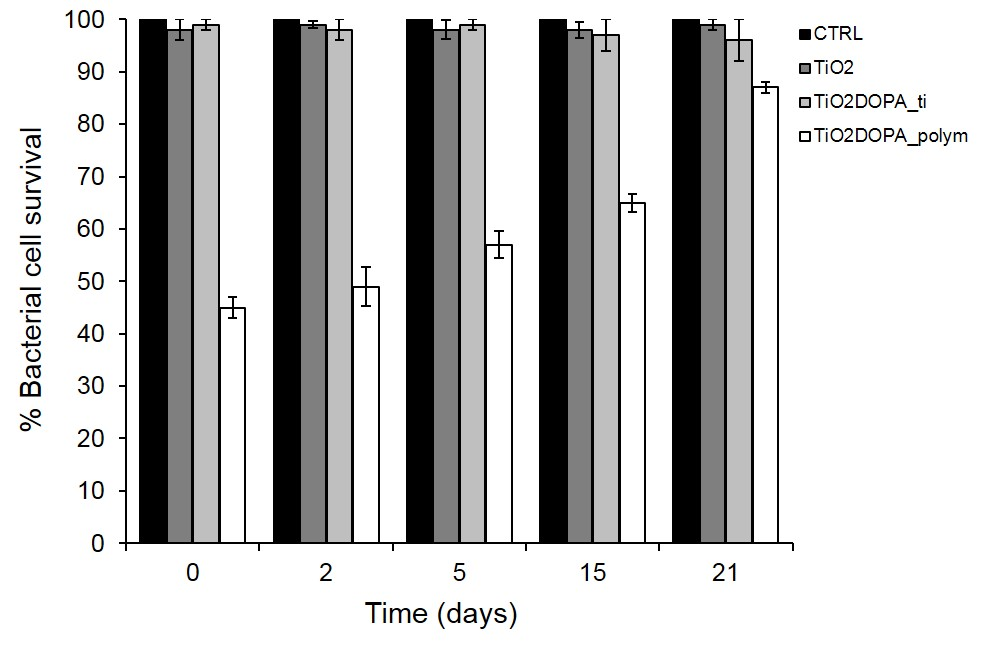 100
90
80
70
60
50
40
30
20
10
0
% Bacterial cell survival
0 2 5 15 21
Time (days)
CTRL
TiO2
TiO2DOPA_ti
TiO2DOPA_polym